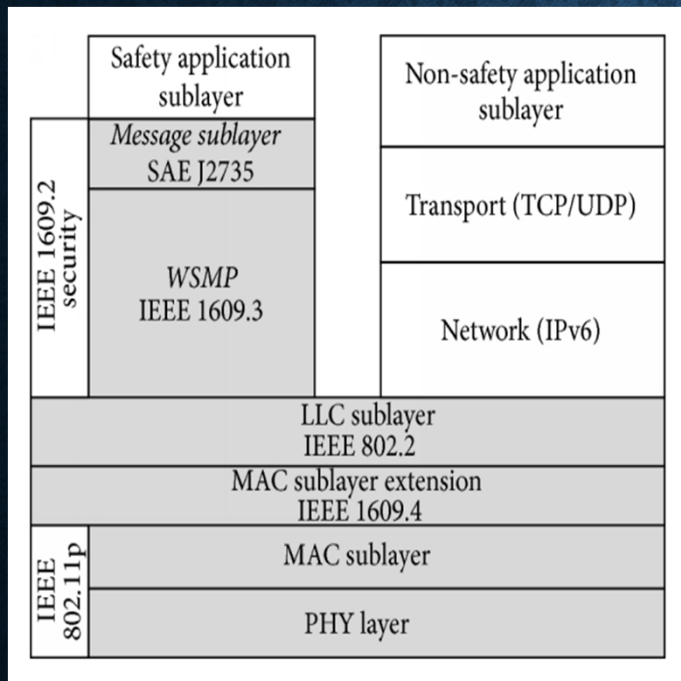 Safety application
sublayer
Non-safety application
sublayer
Message sublayer
SAE J2735
IEEE 1609.2
security
Transport (TCP/UDP)
WSMP
IEEE 1609.3
Network (IPv6)
LLC sublayer
IEEE 802.2
MAC sublayer extension
IEEE 1609.4
IEEE
802.11p
MAC sublayer
PHY layer